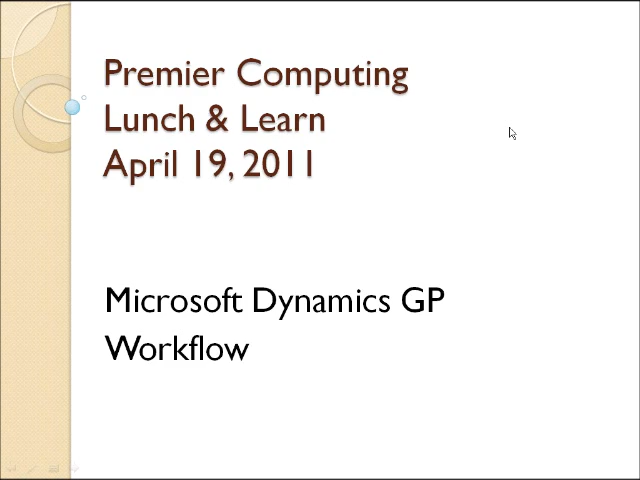 Premier Computing
Lunch & Learn
April 19, 2011
Microsoft Dynamics GP
Workflow